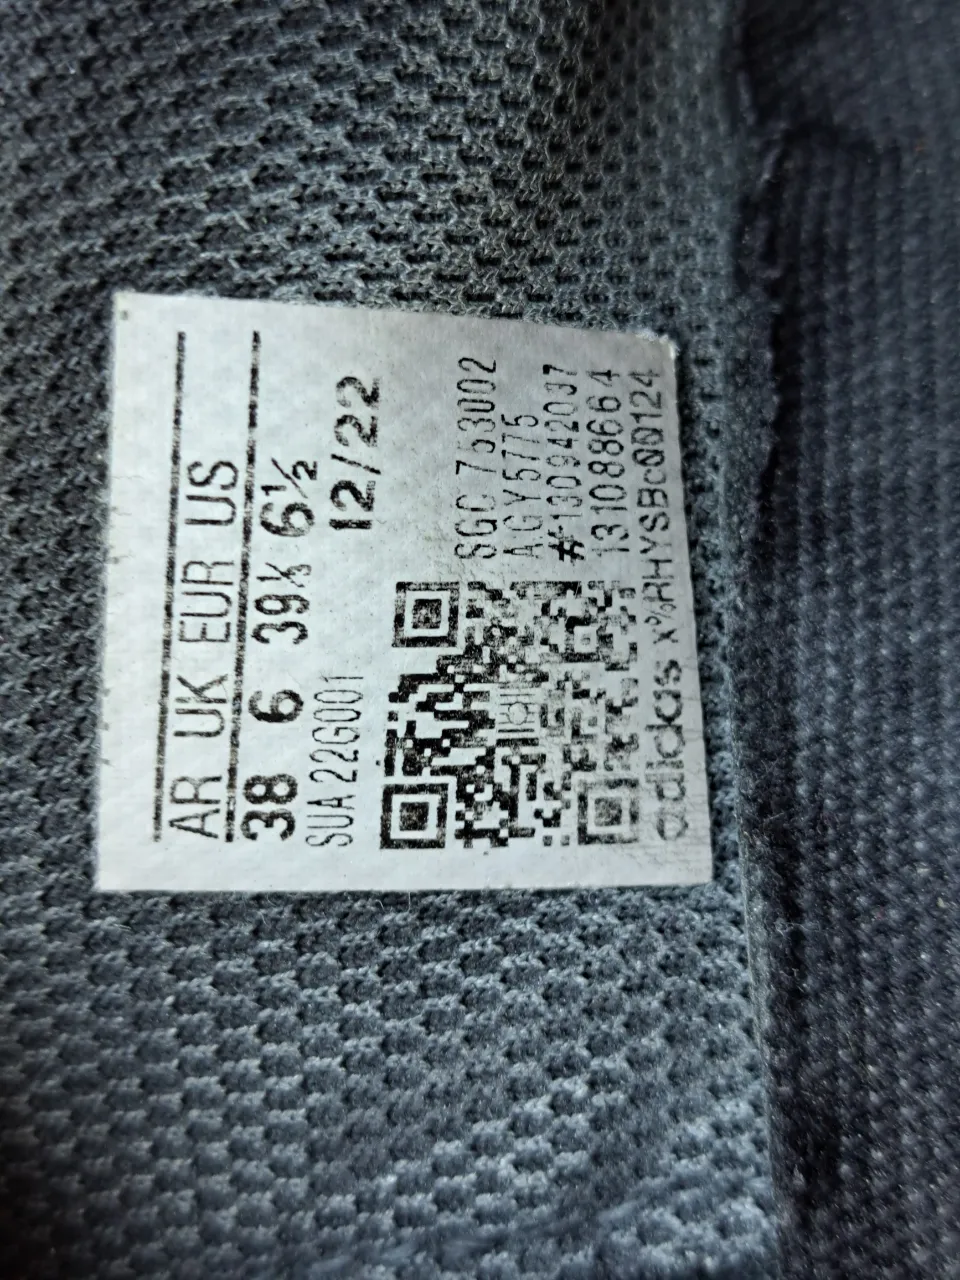 AR UK EUR US
38 6 39⅓ 6½
SUA 22G001 12/22
SGC 753002
AGY5775
#130942037
131088664
adidas x%RHYSBc00124